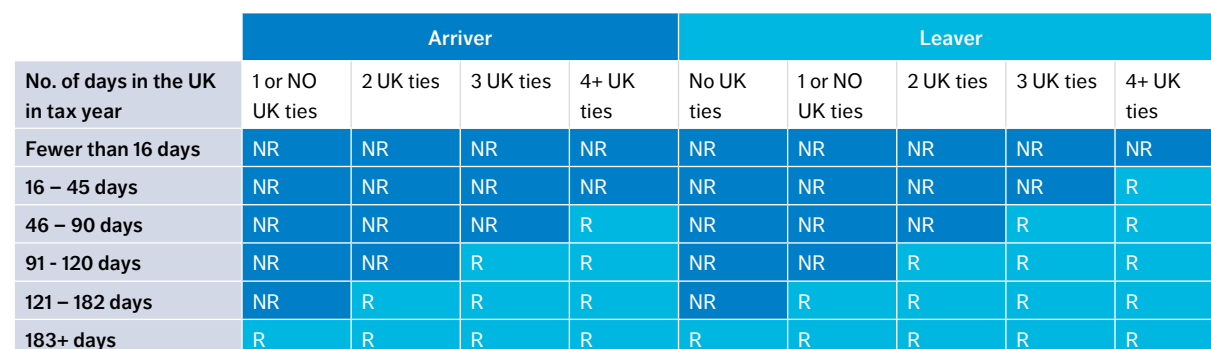 Arriver Leaver
No. of days in the UK in tax year 1 or NO UK ties 2 UK ties 3 UK ties 4+ UK ties No UK ties 1 or NO UK ties 2 UK ties 3 UK ties 4+ UK ties
Fewer than 16 days NR NR NR NR NR NR NR NR NR
16 – 45 days NR NR NR NR NR NR NR NR R
46 – 90 days NR NR NR R NR NR NR R R
91 - 120 days NR NR R R NR NR R R R
121 – 182 days NR R R R NR R R R R
183+ days R R R R R R R R R